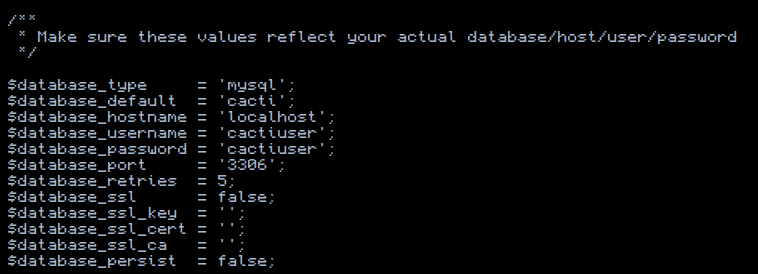 /**
 * Make sure these values reflect your actual database/host/user/password
 */

$database_type     = 'mysql';
$database_default  = 'cacti';
$database_hostname = 'localhost';
$database_username = 'cactiuser';
$database_password = 'cactiuser';
$database_port     = '3306';
$database_retries  = 5;
$database_ssl      = false;
$database_ssl_key  = '';
$database_ssl_cert = '';
$database_ssl_ca   = '';
$database_persist  = false;